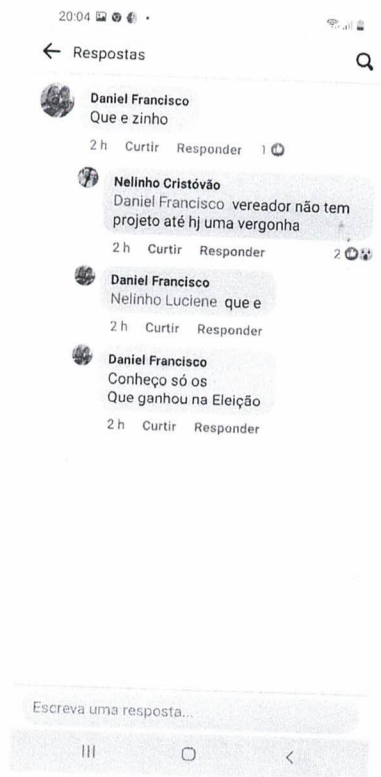 20:04
Respostas
Daniel Francisco
Que e zinho
2 h Curtir Responder 1
Nelinho Cristóvão
Daniel Francisco vereador não tem
projeto até hj uma vergonha
2 h Curtir Responder 2
Daniel Francisco
Nelinho Luciene que e
2 h Curtir Responder
Daniel Francisco
Conheço só os
Que ganhou na Eleição
2 h Curtir Responder
Escreva uma resposta...